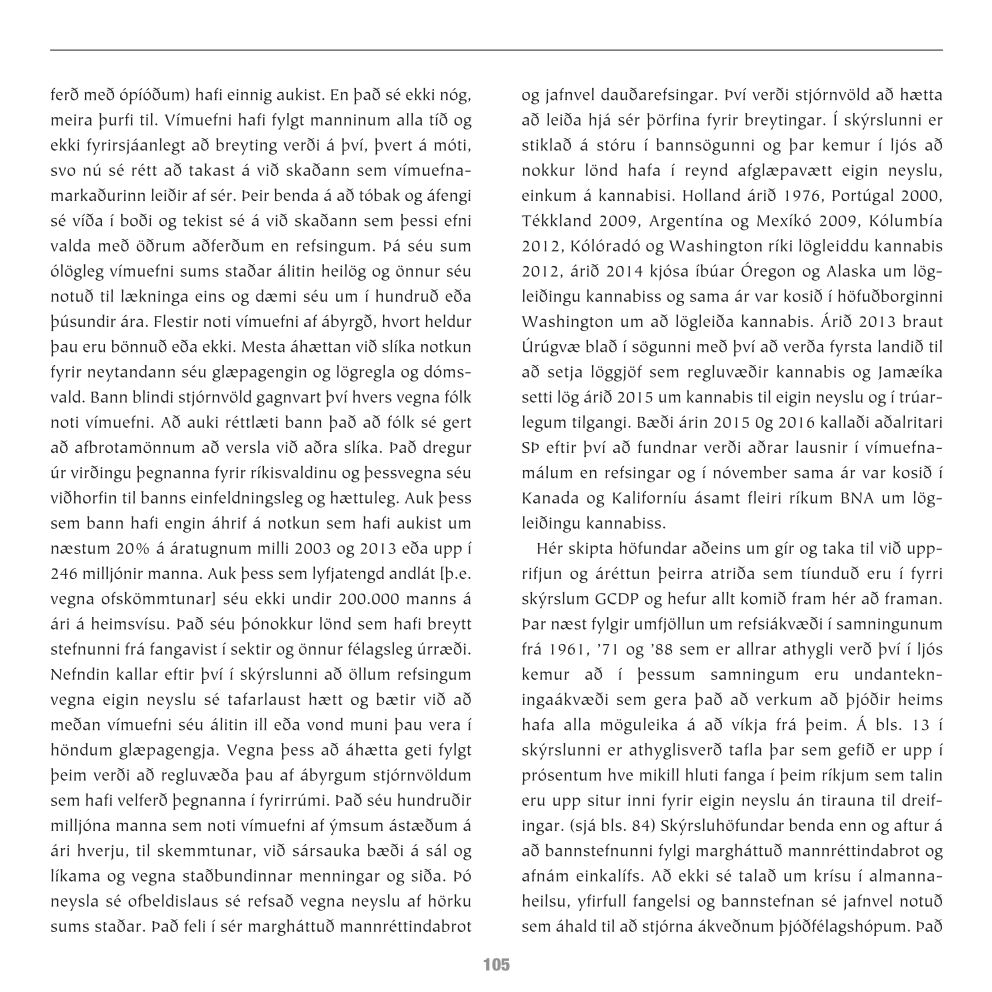 ferð með ópíóðum) hafi einnig aukist. En það sé ekki nóg,
meira þurfi til. Vímuefni hafi fylgt manninum alla tíð og
ekki fyrirsjáanlegt að breyting verði á því, þvert á móti,
svo nú sé rétt að takast á við skaðann sem vímuefna-
markaðurinn leiðir af sér. Þeir benda á að tóbak og áfengi
sé víða í boði og tekist sé á við skaðann sem þessi efni
valda með öðrum aðferðum en refsingum. Þá séu sum
ólögleg vímuefni sums staðar álitin heilög og önnur séu
notuð til lækninga eins og dæmi séu um í hundruð eða
þúsundir ára. Flestir noti vímuefni af ábyrgð, hvort heldur
þau eru bönnuð eða ekki. Mesta áhættan við slíka notkun
fyrir neytandann séu glæpagengin og lögregla og dóms-
vald. Bann blindi stjórnvöld gagnvart því hvers vegna fólk
noti vímuefni. Að auki réttlæti bann það að fólk sé gert
að afbrotamönnum að versla við aðra slíka. Það dregur
úr virðingu þegnanna fyrir ríkisvaldinu og þessvegna séu
viðhorfin til banns einfeldningsleg og hættuleg. Auk þess
sem bann hafi engin áhrif á notkun sem hafi aukist um
næstum 20% á áratugnum milli 2003 og 2013 eða upp í
246 milljónir manna. Auk þess sem lyfjatengd andlát [þ.e.
vegna ofskömmtunar] séu ekki undir 200.000 manns á
ári á heimsvísu. Það séu þónokkur lönd sem hafi breytt
stefnunni frá fangavist í sektir og önnur félagsleg úrræði.
Nefndin kallar eftir því í skýrslunni að öllum refsingum
vegna eigin neyslu sé tafarlaust hætt og bætir við að
meðan vímuefni séu álitin ill eða vond muni þau vera í
höndum glæpagengja. Vegna þess að áhætta geti fylgt
þeim verði að regluvæða þau af ábyrgum stjórnvöldum
sem hafi velferð þegnanna í fyrirrúmi. Það séu hundruðir
milljóna manna sem noti vímuefni af ýmsum ástæðum á
ári hverju, til skemmtunar, við sársauka bæði á sál og
líkama og vegna staðbundinnar menningar og siða. Þó
neysla sé ofbeldislaus sé refsað vegna neyslu af hörku
sums staðar. Það feli í sér margháttuð mannréttindabrot
og jafnvel dauðarefsingar. Því verði stjórnvöld að hætta
að leiða hjá sér þörfina fyrir breytingar. Í skýrslunni er
stiklað á stóru í bannsögunni og þar kemur í ljós að
nokkur lönd hafa í reynd afglæpavætt eigin neyslu,
einkum á kannabisi. Holland árið 1976, Portúgal 2000,
Tékkland 2009, Argentína og Mexíkó 2009, Kólumbía
2012, Kólóradó og Washington ríki lögleiddu kannabis
2012, árið 2014 kjósa íbúar Óregon og Alaska um lög-
leiðingu kannabiss og sama ár var kosið í höfuðborginni
Washington um að lögleiða kannabis. Árið 2013 braut
Úrúgvæ blað í sögunni með því að verða fyrsta landið til
að setja löggjöf sem regluvæðir kannabis og Jamæíka
setti lög árið 2015 um kannabis til eigin neyslu og í trúar-
legum tilgangi. Bæði árin 2015 0g 2016 kallaði aðalritari
SÞ eftir því að fundnar verði aðrar lausnir í vímuefna-
málum en refsingar og í nóvember sama ár var kosið í
Kanada og Kaliforníu ásamt fleiri ríkum BNA um lög-
leiðingu kannabiss.
Hér skipta höfundar aðeins um gír og taka til við upp-
rifjun og áréttun þeirra atriða sem tíunduð eru í fyrri
skýrslum GCDP og hefur allt komið fram hér að framan.
Þar næst fylgir umfjöllun um refsiákvæði í samningunum
frá 1961, ’71 og ’88 sem er allrar athygli verð því í ljós
kemur að í þessum samningum eru undantekn-
ingaákvæði sem gera það að verkum að þjóðir heims
hafa alla möguleika á að víkja frá þeim. Á bls. 13 í
skýrslunni er athyglisverð tafla þar sem gefið er upp í
prósentum hve mikill hluti fanga í þeim ríkjum sem talin
eru upp situr inni fyrir eigin neyslu án tirauna til dreif-
ingar. (sjá bls. 84) Skýrsluhöfundar benda enn og aftur á
að bannstefnunni fylgi margháttuð mannréttindabrot og
afnám einkalífs. Að ekki sé talað um krísu í almanna-
heilsu, yfirfull fangelsi og bannstefnan sé jafnvel notuð
sem áhald til að stjórna ákveðnum þjóðfélagshópum. Það
105